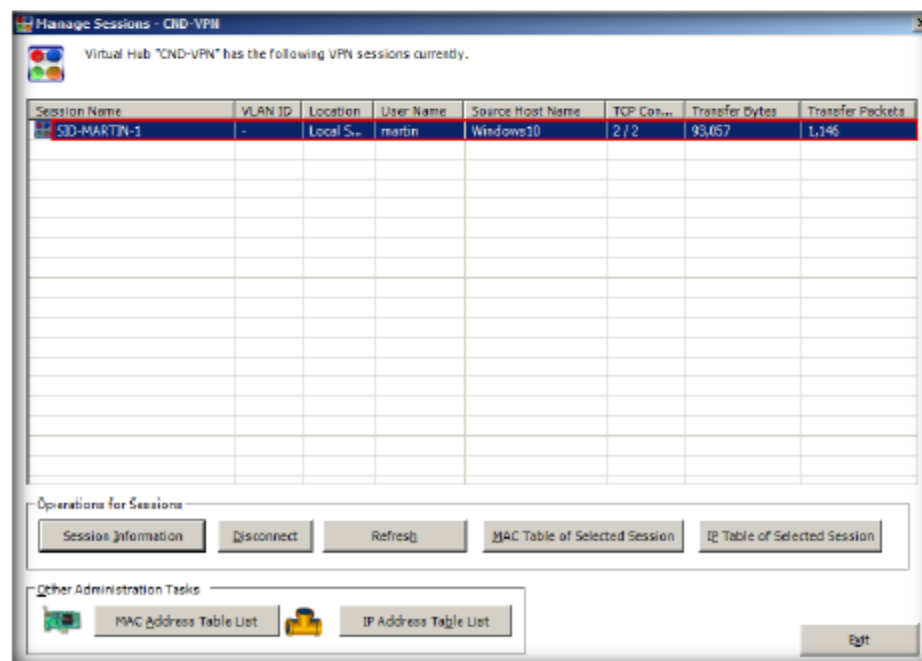 Manage Sessions - CND-VPN
Virtual Hub "CND-VPN" has the following VPN sessions currently.
Session Name VLAN ID Location User Name Source Host Name TCP Con... Transfer Bytes Transfer Packets
SID-MARTIN-1 - Local S... martin Windows10 2 / 2 93,057 1,146
Operations for Sessions
Session Information Disconnect Refresh MAC Table of Selected Session IP Table of Selected Session
Other Administration Tasks
MAC Address Table List IP Address Table List
Exit